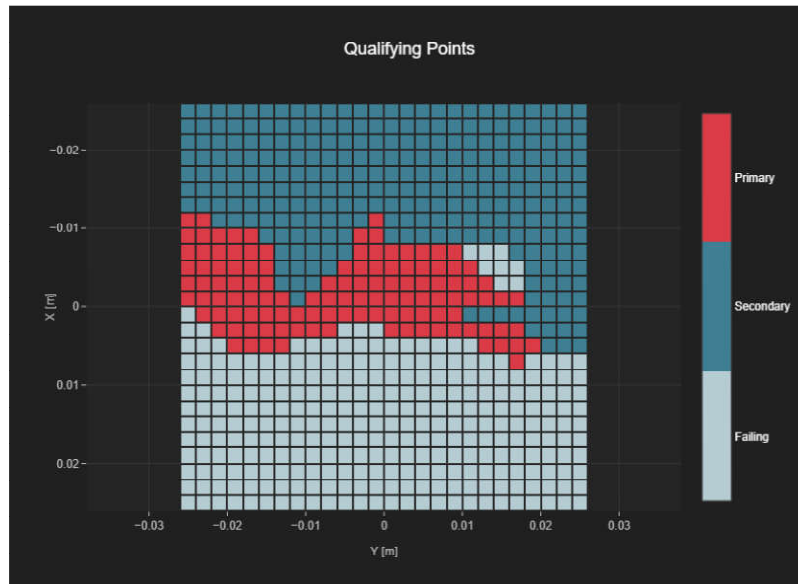 Qualifying Points
−0.02
−0.01
0
0.01
0.02
X [m]
−0.03
−0.02
−0.01
0
0.01
0.02
0.03
Y [m]
Primary
Secondary
Failing